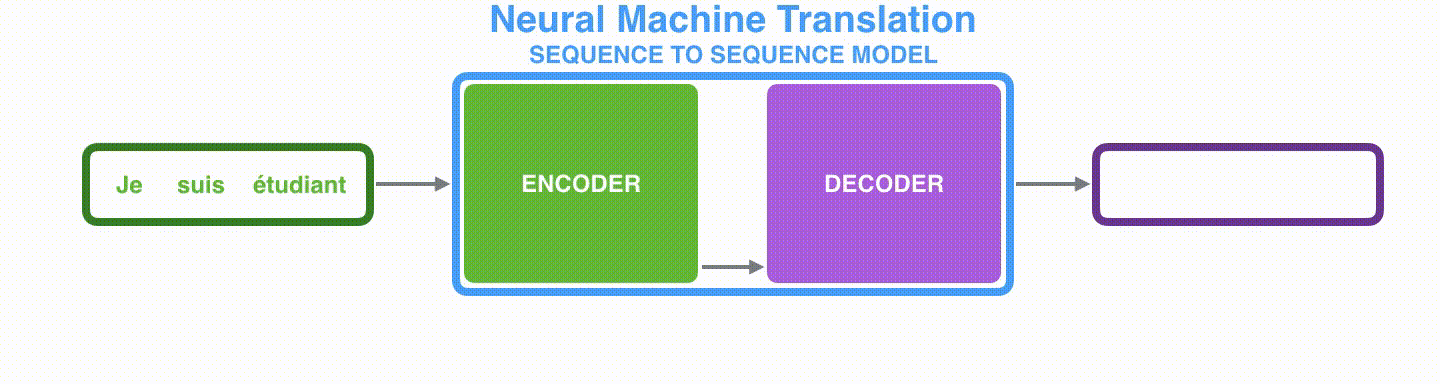 Neural Machine Translation
SEQUENCE TO SEQUENCE MODEL
Je suis étudiant
ENCODER
DECODER